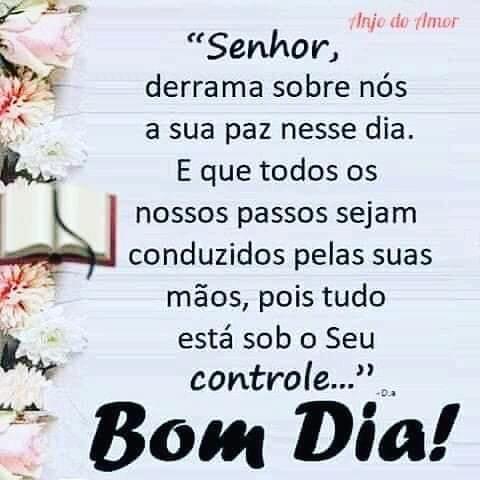 Anjo do Amor
“Senhor,
derrama sobre nós
a sua paz nesse dia.
E que todos os
nossos passos sejam
conduzidos pelas suas
mãos, pois tudo
está sob o Seu
controle...”
-D.a
Bom Dia!